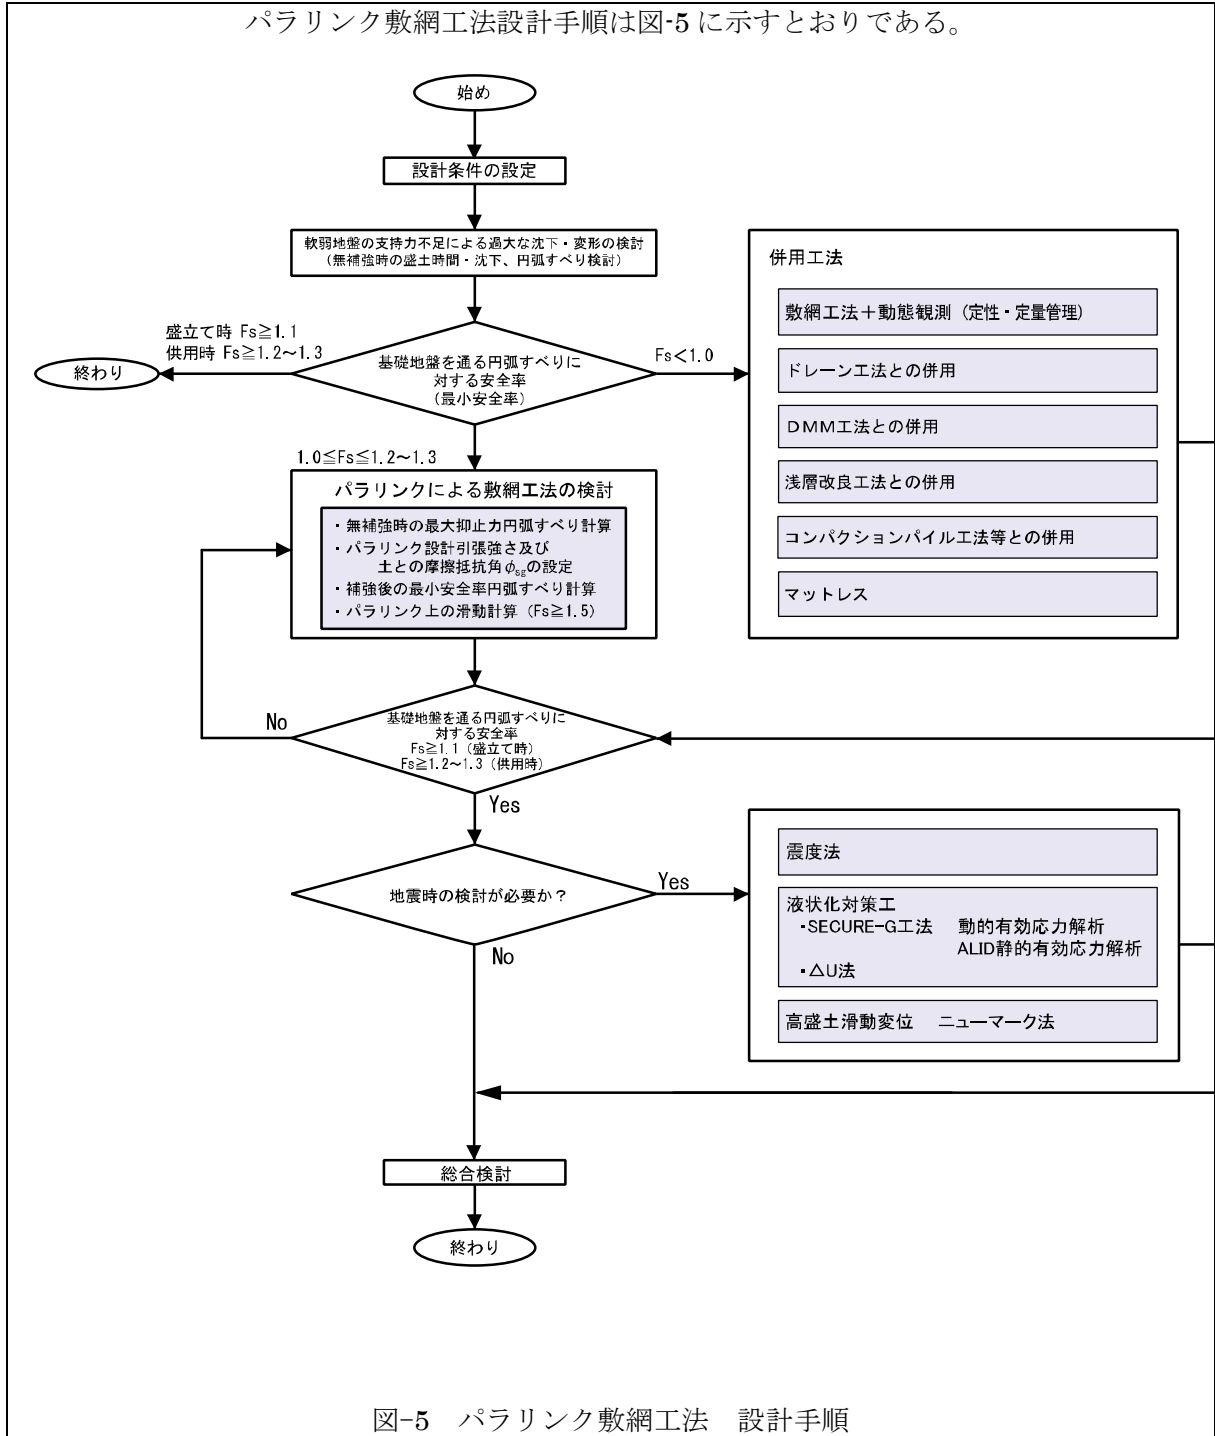 パラリンク敷網工法設計手順は図-5に示すとおりである。
始め
設計条件の設定
軟弱地盤の支持力不足による過大な沈下・変形の検討
(無補強時の盛土時間・沈下、円弧すべり検討)
盛立て時 Fs≧1.1
供用時 Fs≧1.2~1.3
終わり
基礎地盤を通る円弧すべりに
対する安全率
(最小安全率)
Fs<1.0
併用工法
敷網工法+動態観測 (定性・定量管理)
ドレーン工法との併用
DMM工法との併用
浅層改良工法との併用
コンパクションパイル工法等との併用
マットレス
1.0≦Fs≦1.2~1.3
パラリンクによる敷網工法の検討
・無補強時の最大抑止力円弧すべり計算
・パラリンク設計引張強さ及び
土との摩擦抵抗角φsgの設定
・補強後の最小安全率円弧すべり計算
・パラリンク上の滑動計算 (Fs≧1.5)
No
基礎地盤を通る円弧すべりに
対する安全率
Fs≧1.1 (盛立て時)
Fs≧1.2~1.3 (供用時)
Yes
地震時の検討が必要か?
Yes
No
震度法
液状化対策工
・SECURE-G工法 動的有効応力解析
ALID静的有効応力解析
・△U法
高盛土滑動変位 ニューマーク法
総合検討
終わり
図-5 パラリンク敷網工法 設計手順